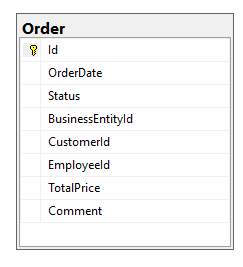 Order
Id
OrderDate
Status
BusinessEntityId
CustomerId
EmployeeId
TotalPrice
Comment